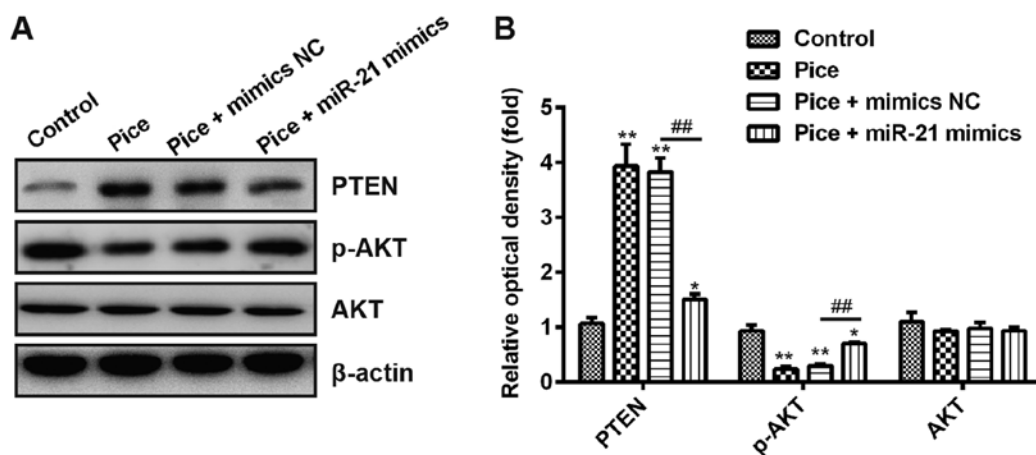 A
Control
Pice
Pice + mimics NC
Pice + miR-21 mimics
PTEN
p-AKT
AKT
β-actin
B
Control
Pice
Pice + mimics NC
Pice + miR-21 mimics
Relative optical density (fold)
5
4
3
2
1
0
** ** ## *
** ** ## *
PTEN
p-AKT
AKT